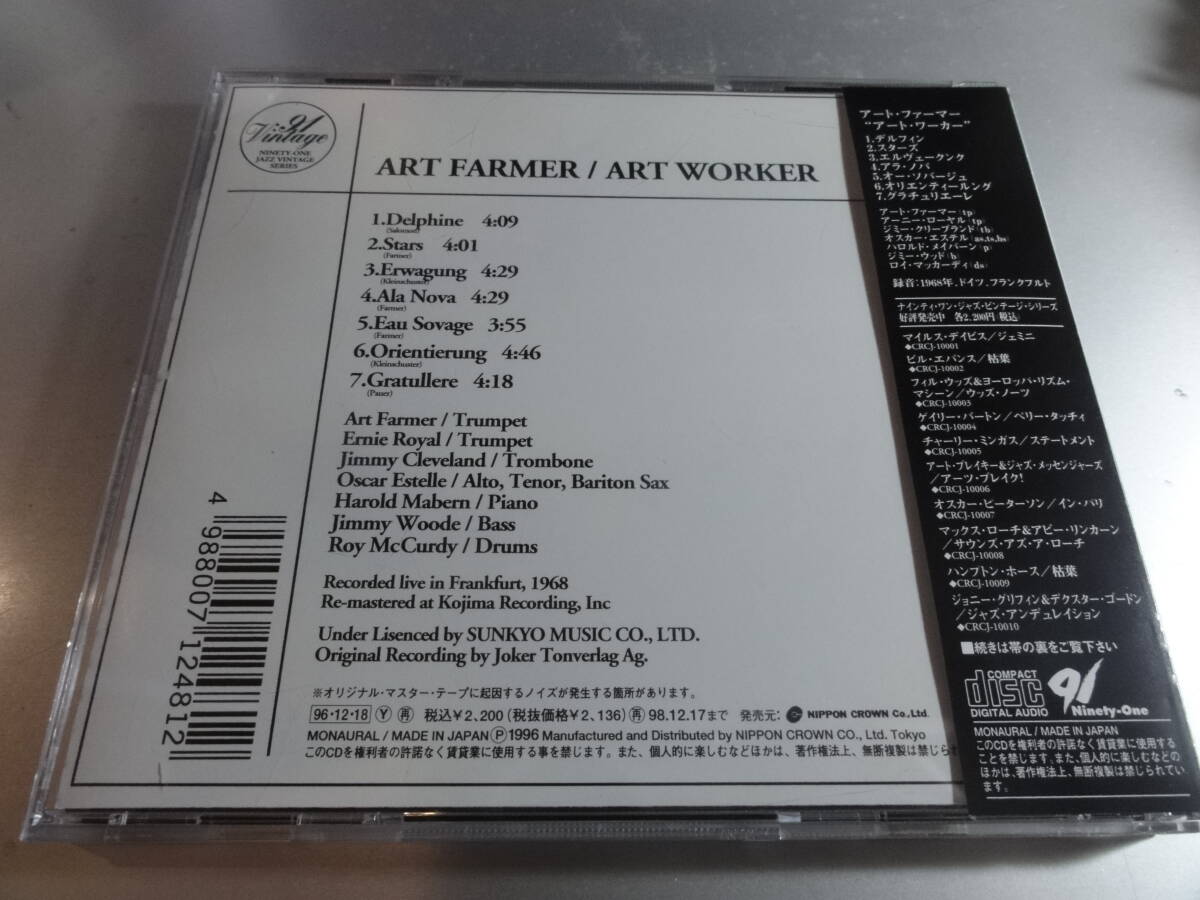 91
Vintage
NINETY-ONE
JAZZ VINTAGE
SERIES
ART FARMER / ART WORKER
1.Delphine 4:09
(Salomon)
2.Stars 4:01
(Farmer)
3.Erwagung 4:29
(Kleinschuster)
4.Ala Nova 4:29
(Farmer)
5.Eau Sovage 3:55
(Farmer)
6.Orientierung 4:46
(Kleinschuster)
7.Gratullere 4:18
(Pauer)
Art Farmer / Trumpet
Ernie Royal / Trumpet
Jimmy Cleveland / Trombone
Oscar Estelle / Alto, Tenor, Bariton Sax
Harold Mabern / Piano
Jimmy Woode / Bass
Roy McCurdy / Drums
Recorded live in Frankfurt, 1968
Re-mastered at Kojima Recording, Inc
Under Lisenced by SUNKYO MUSIC CO., LTD.
Original Recording by Joker Tonverlag Ag.
※オリジナル・マスター・テープに起因するノイズが発生する箇所があります。
96・12・18 Ⓨ 再 税込¥2,200 (税抜価格¥2,136) 再 98.12.17まで 発売元: NIPPON CROWN Co., Ltd.
MONAURAL / MADE IN JAPAN Ⓟ1996 Manufactured and Distributed by NIPPON CROWN CO., Ltd. Tokyo
このCDを権利者の許諾なく賃貸業に使用する事を禁じます。また、個人的に楽しむなどほかは、著作権法上、無断複製は禁じられ
4 988007 124812
アート・ファーマー
“アート・ワーカー”
1.デルフィン
2.スターズ
3.エルヴェークンク
4.アラ・ノバ
5.オー・ソバージュ
6.オリエンティールング
7.グラチュリエーレ
アート・ファーマー(tp)
アーニー・ローヤル(tp)
ジミー・クリーブランド(tb)
オスカー・エステル(as,ts,bs)
ハロルド・メイバーン(p)
ジミー・ウッド(b)
ロイ・マッカーディ(ds)
録音:1968年、ドイツ、フランクフルト
ナインティ・ワン・ジャズ・ビンテージ・シリーズ
好評発売中 各2,200円(税込)
マイルス・デイビス/ジェミニ
◆CRCJ-10001
ビル・エバンス/枯葉
◆CRCJ-10002
フィル・ウッズ&ヨーロッパ・リズム・
マシーン/ウッズ・ノーツ
◆CRCJ-10003
ゲイリー・バートン/ベリー・タッチィ
◆CRCJ-10004
チャーリー・ミンガス/ステートメント
◆CRCJ-10005
アート・ブレイキー&ジャズ・メッセンジャーズ
/アーツ・ブレイク!
◆CRCJ-10006
オスカー・ピーターソン/イン・パリ
◆CRCJ-10007
マックス・ローチ&アビー・リンカーン
/サウンズ・アズ・ア・ローチ
◆CRCJ-10008
ハンプトン・ホース/枯葉
◆CRCJ-10009
ジョニー・グリフィン&デクスター・ゴードン
/ジャズ・アンデュレイション
◆CRCJ-10010
■続きは帯の裏をご覧下さい
COMPACT
disc
DIGITAL AUDIO
91
Ninety-One
MONAURAL / MADE IN JAPAN
このCDを権利者の許諾なく賃貸業に使用する
ことを禁じます。また、個人的に楽しむなどの
ほかは、著作権法上、無断複製は禁じられてい
ます。